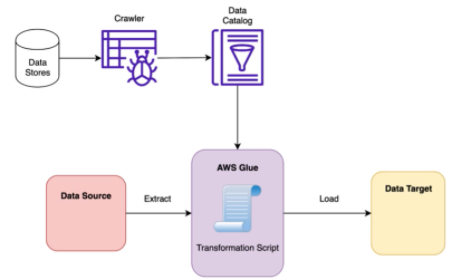 Crawler
Data
Catalog
Data
Stores
AWS Glue
Data Source
Extract
Load
Data Target
Transformation Script